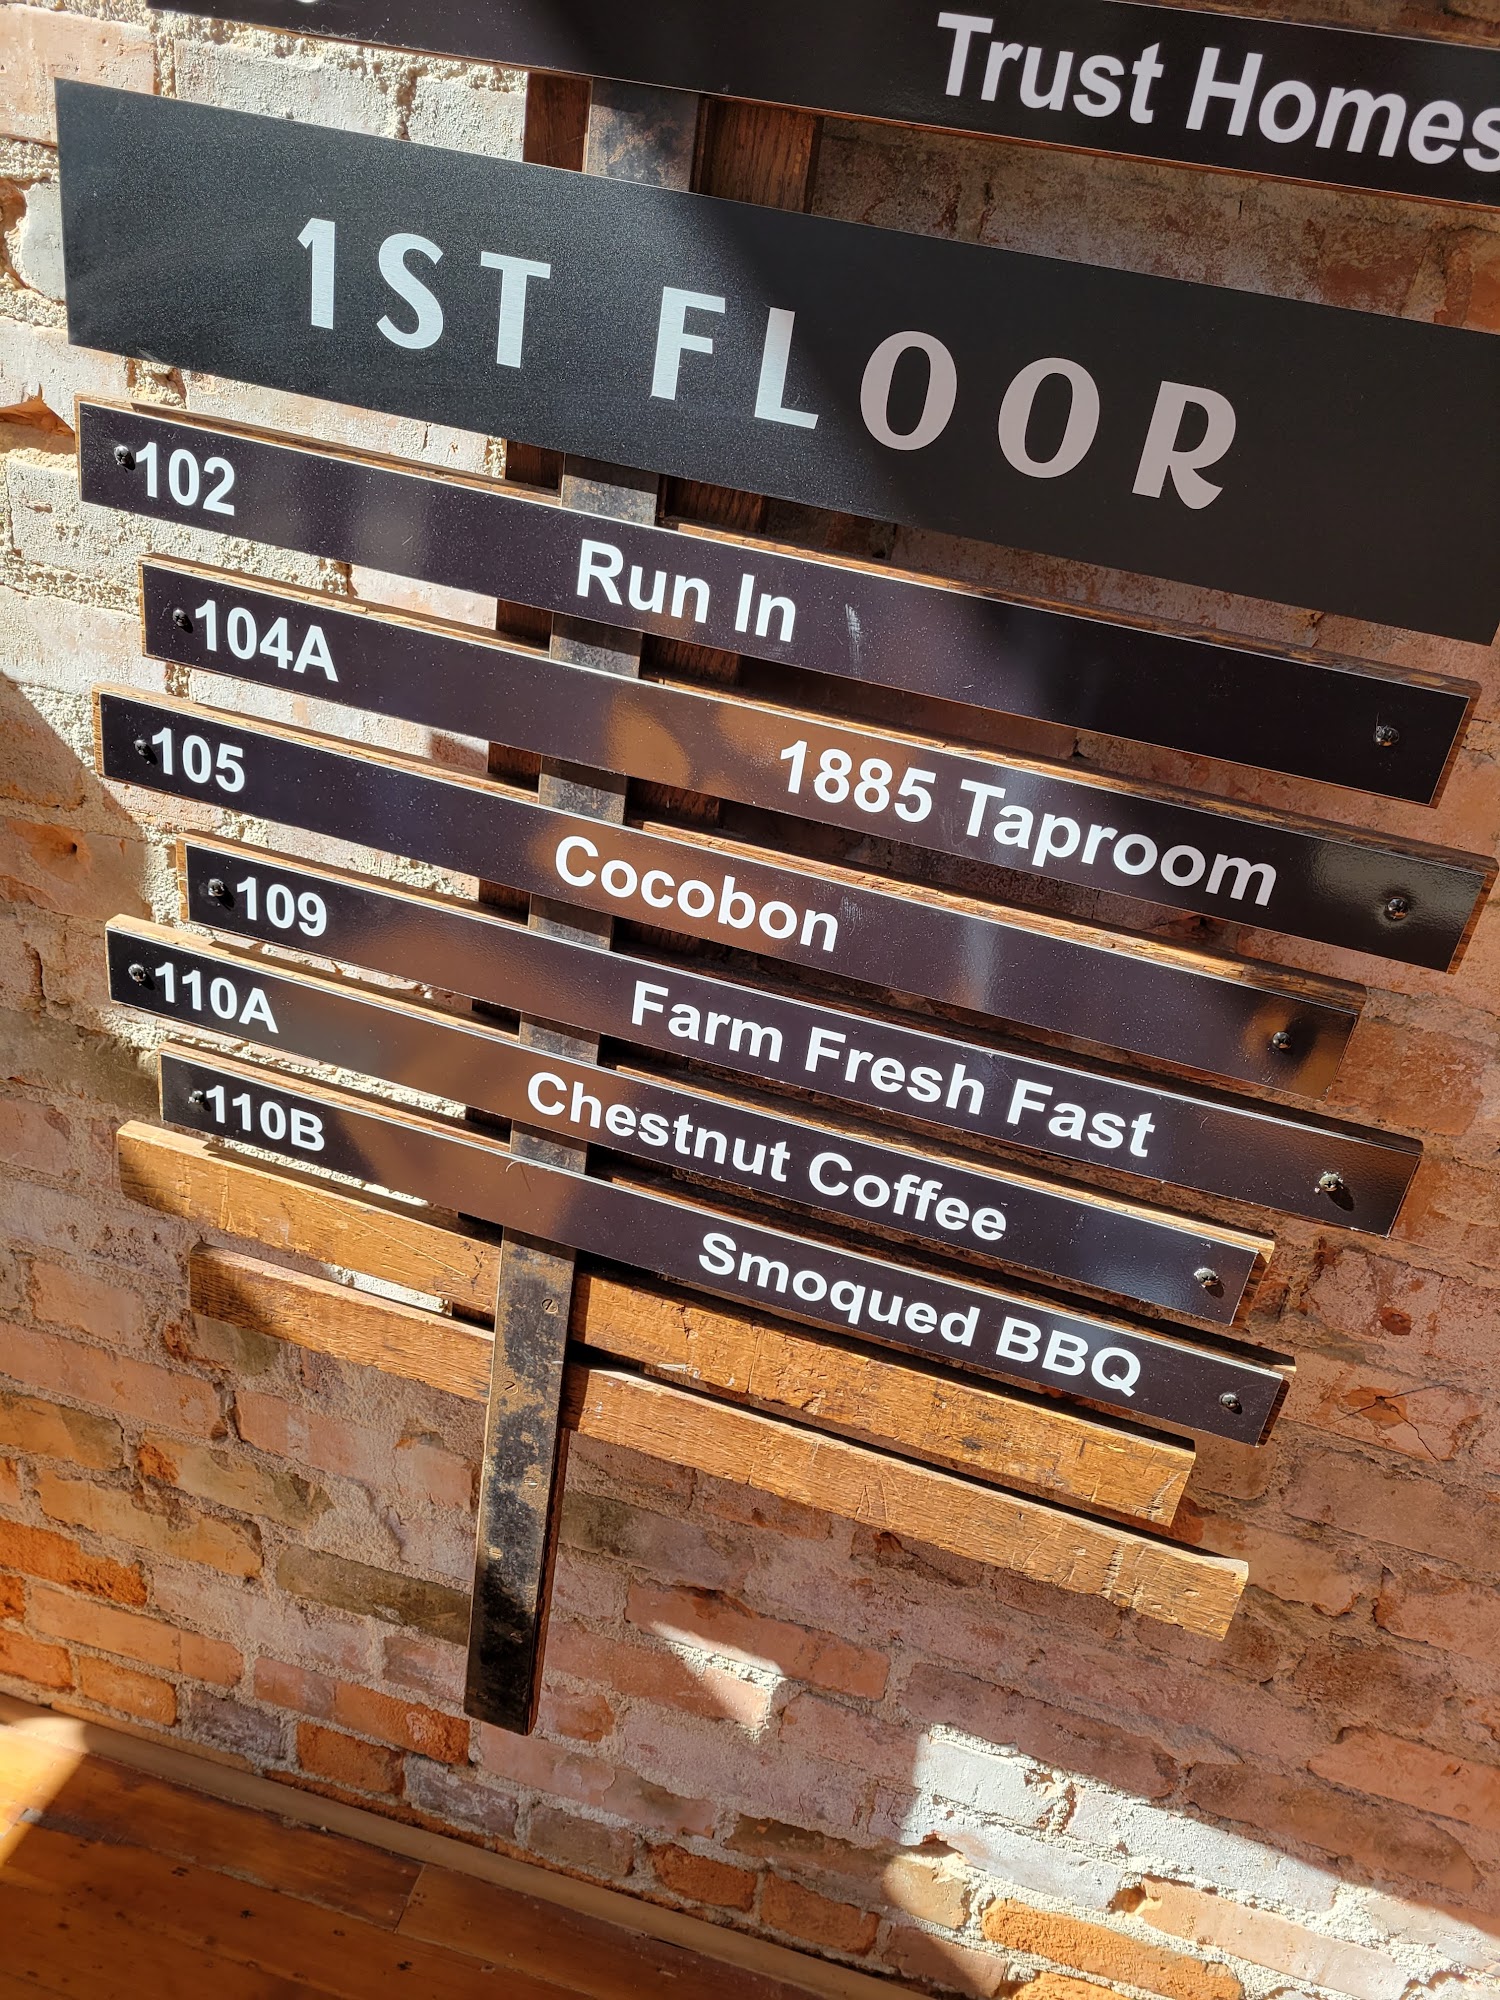 Trust Homes
1ST FLOOR
102 Run In
104A 1885 Taproom
105 Cocobon
109 Farm Fresh Fast
110A Chestnut Coffee
110B Smoqued BBQ